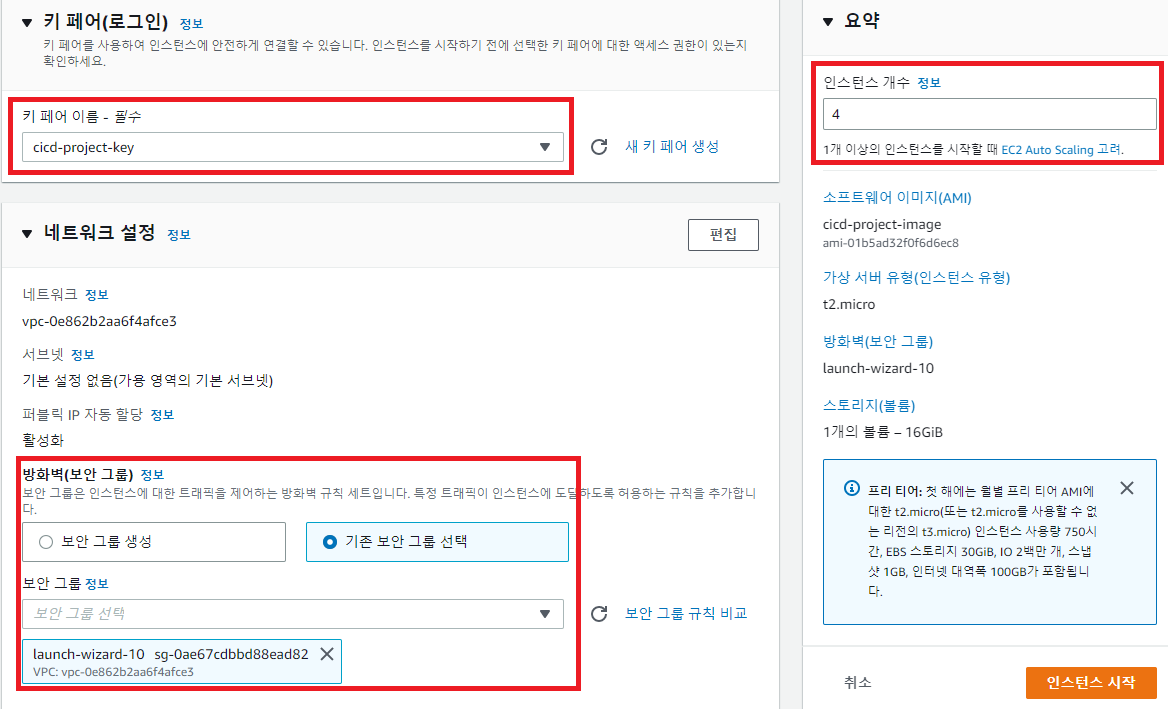 키 페어(로그인) 정보
키 페어를 사용하여 인스턴스에 안전하게 연결할 수 있습니다. 인스턴스를 시작하기 전에 선택한 키 페어에 대한 액세스 권한이 있는지
확인하세요.
키 페어 이름 - 필수
cicd-project-key
새 키 페어 생성
네트워크 설정 정보
편집
네트워크 정보
vpc-0e862b2aa6f4afce3
서브넷 정보
기본 설정 없음(가용 영역의 기본 서브넷)
퍼블릭 IP 자동 할당 정보
활성화
방화벽(보안 그룹) 정보
보안 그룹은 인스턴스에 대한 트래픽을 제어하는 방화벽 규칙 세트입니다. 특정 트래픽이 인스턴스에 도달하도록 허용하는 규칙을 추가합니
다.
보안 그룹 생성
기존 보안 그룹 선택
보안 그룹 정보
보안 그룹 선택
보안 그룹 규칙 비교
launch-wizard-10 sg-0ae67cdbbd88ead82
VPC: vpc-0e862b2aa6f4afce3
요약
인스턴스 개수 정보
4
1개 이상의 인스턴스를 시작할 때 EC2 Auto Scaling 고려.
소프트웨어 이미지(AMI)
cicd-project-image
ami-01b5ad32f0f6d6ec8
가상 서버 유형(인스턴스 유형)
t2.micro
방화벽(보안 그룹)
launch-wizard-10
스토리지(볼륨)
1개의 볼륨 – 16GiB
프리 티어: 첫 해에는 월별 프리 티어 AMI에
대한 t2.micro(또는 t2.micro를 사용할 수 없
는 리전의 t3.micro) 인스턴스 사용량 750시
간, EBS 스토리지 30GiB, IO 2백만 개, 스냅
샷 1GB, 인터넷 대역폭 100GB가 포함됩니
다.
취소
인스턴스 시작